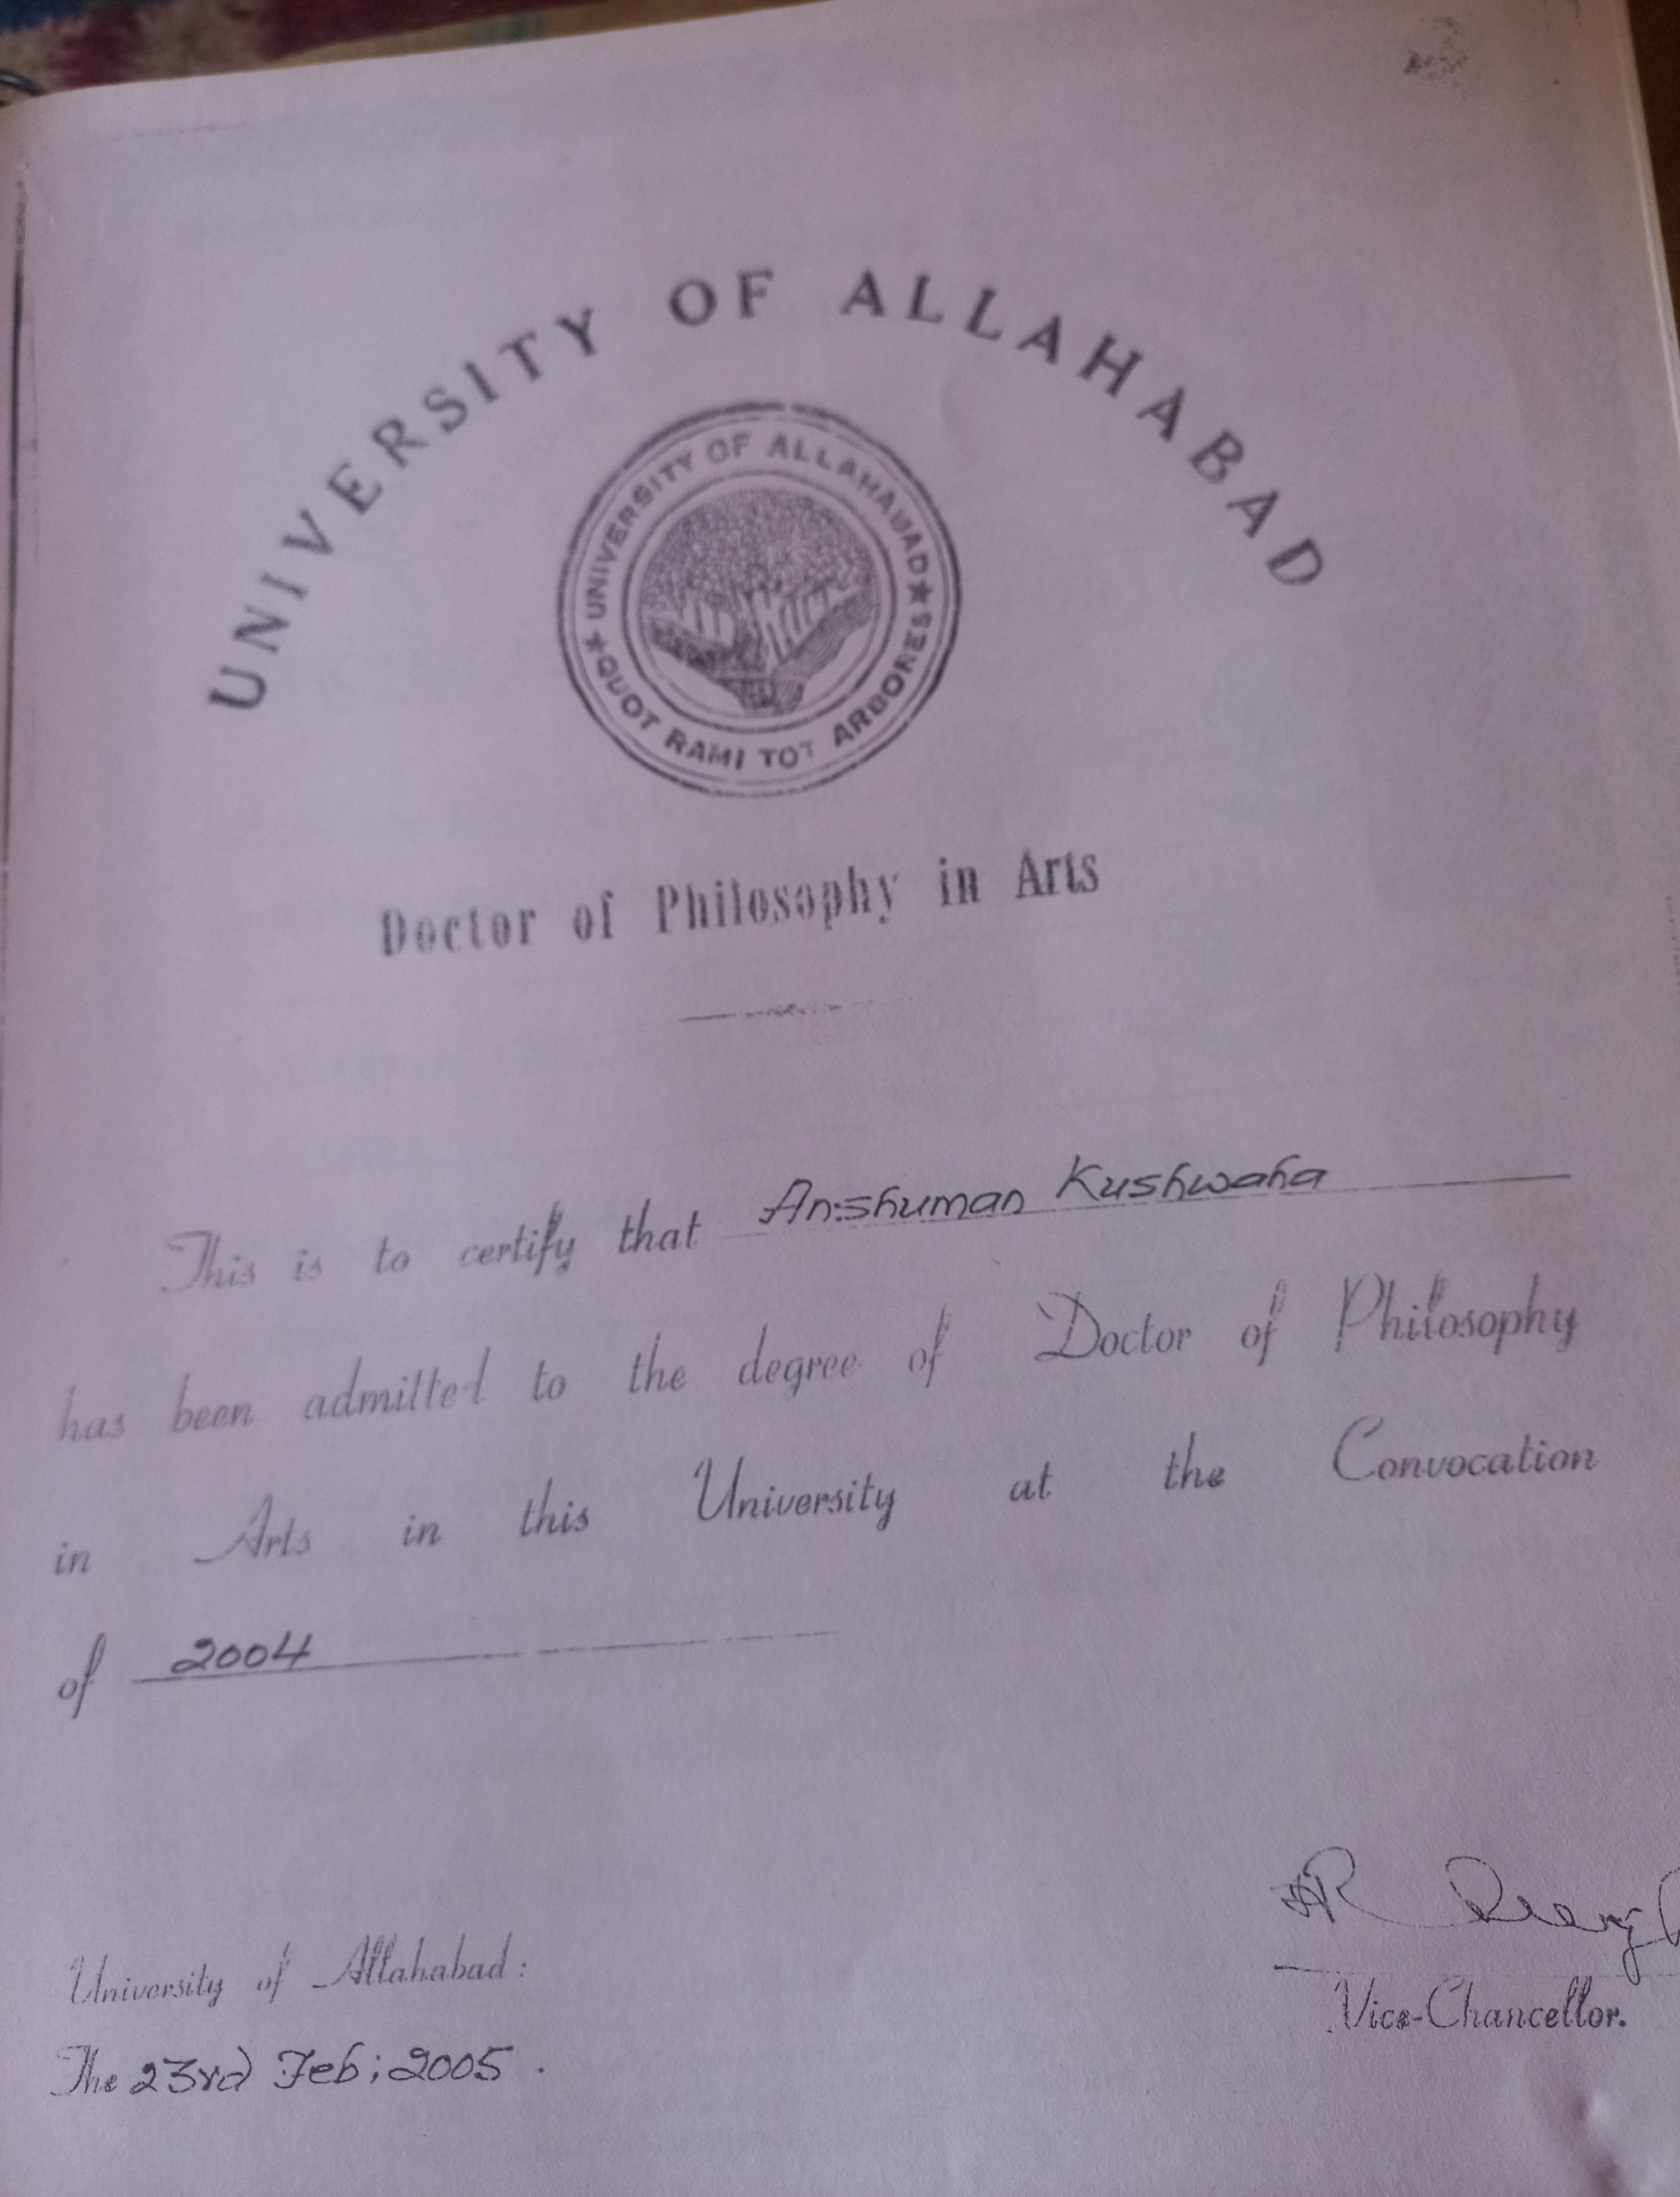 UNIVERSITY OF ALLAHABAD
UNIVERSITY OF ALLAHABAD
QUOT RAMI TOT ARBORES
Doctor of Philosophy in Arts
This is to certify that Anshuman Kushwaha
has been admitted to the degree of Doctor of Philosophy
in Arts in this University at the Convocation
of 2004
Vice-Chancellor.
University of Allahabad:
The 23rd Feb; 2005.